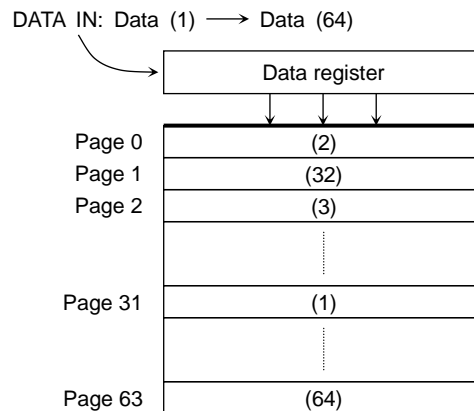 DATA IN: Data (1) → Data (64)
Data register
Page 0 (2)
Page 1 (32)
Page 2 (3)
Page 31 (1)
Page 63 (64)